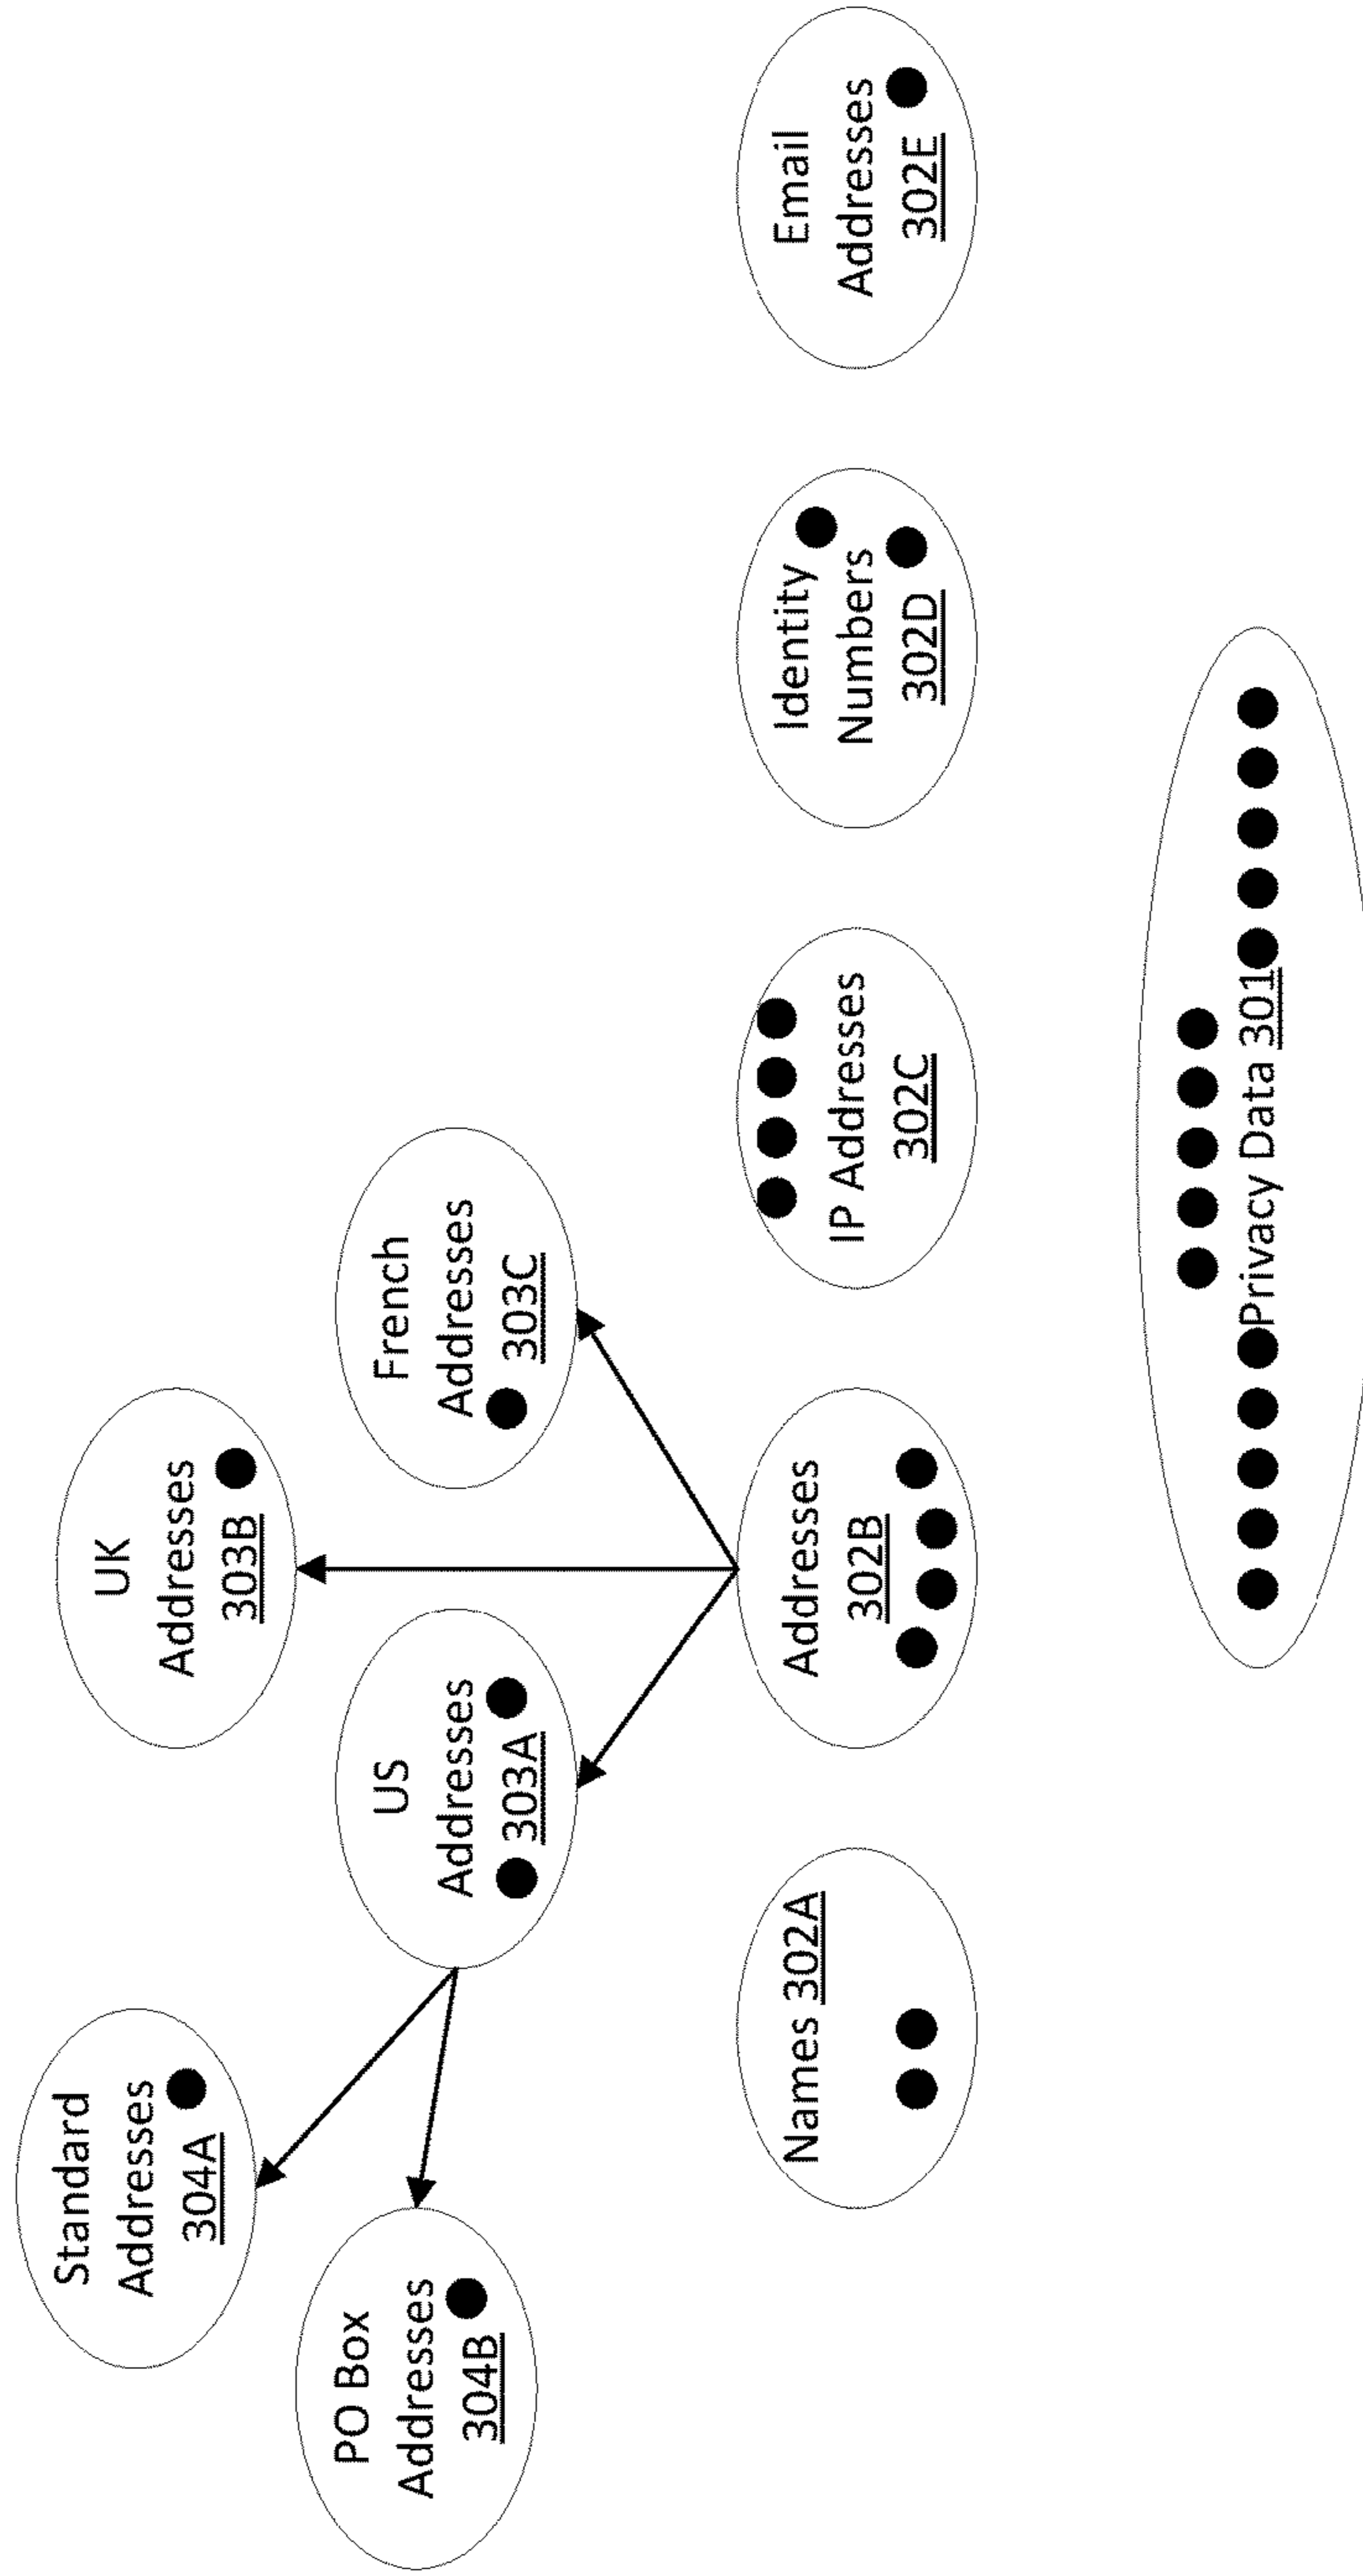 Standard
Addresses
304A
PO Box
Addresses
304B
UK
Addresses
303B
US
Addresses
303A
French
Addresses
303C
Names 302A
Addresses
302B
IP Addresses
302C
Identity
Numbers
302D
Email
Addresses
302E
Privacy Data 301